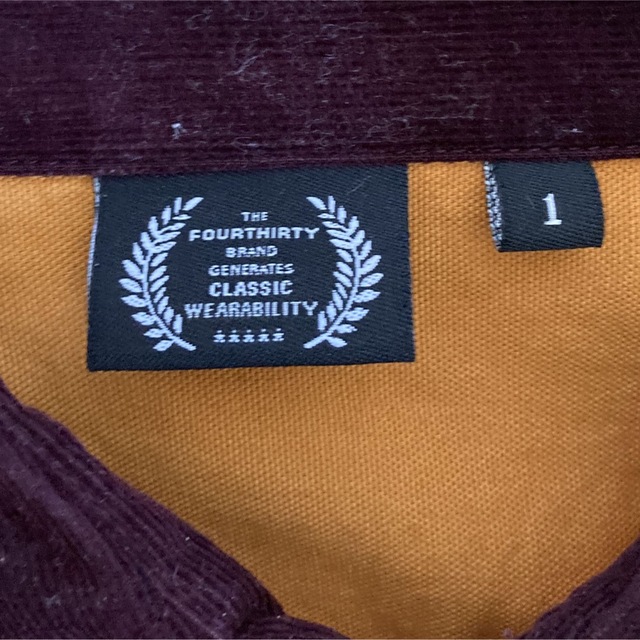 THE
FOURTHIRTY
BRAND
GENERATES
CLASSIC
WEARABILITY
1